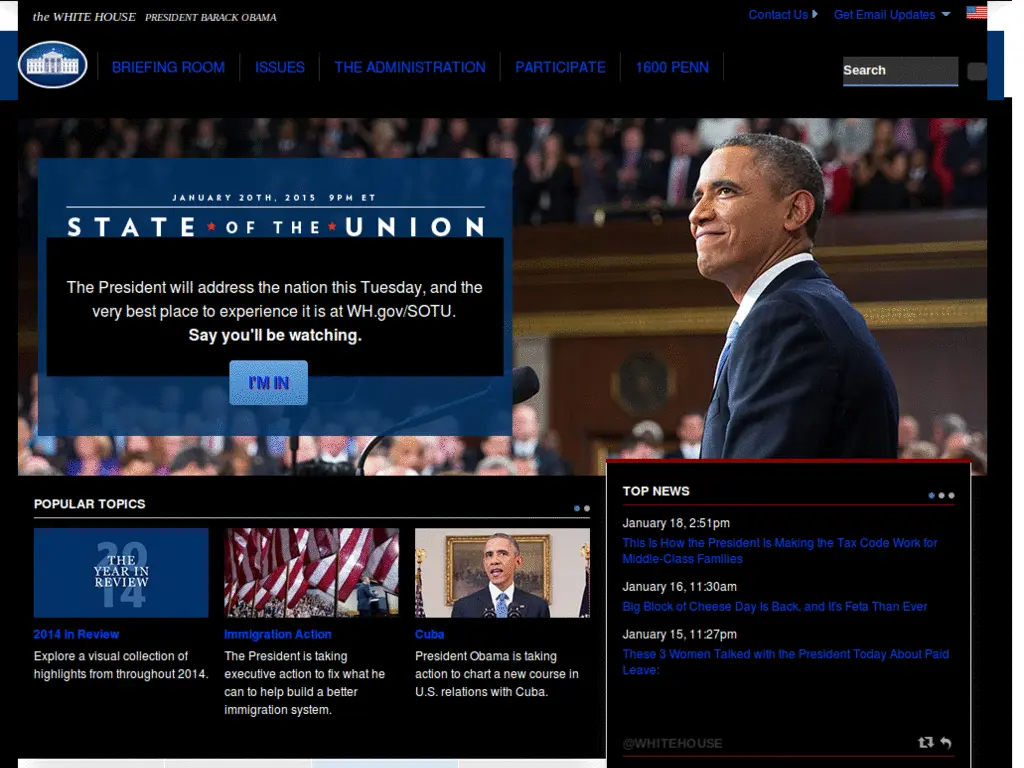 the WHITE HOUSE PRESIDENT BARACK OBAMA
Contact Us Get Email Updates
BRIEFING ROOM ISSUES THE ADMINISTRATION PARTICIPATE 1600 PENN
Search
JANUARY 20TH, 2015 9PM ET
STATE OF THE UNION
The President will address the nation this Tuesday, and the
very best place to experience it is at WH.gov/SOTU.
Say you'll be watching.
I'M IN
POPULAR TOPICS
2014
THE
YEAR IN
REVIEW
2014 in Review
Explore a visual collection of
highlights from throughout 2014.
Immigration Action
The President is taking
executive action to fix what he
can to help build a better
immigration system.
Cuba
President Obama is taking
action to chart a new course in
U.S. relations with Cuba.
TOP NEWS
January 18, 2:51pm
This Is How the President Is Making the Tax Code Work for
Middle-Class Families
January 16, 11:30am
Big Block of Cheese Day Is Back, and It's Feta Than Ever
January 15, 11:27pm
These 3 Women Talked with the President Today About Paid
Leave:
@WHITEHOUSE